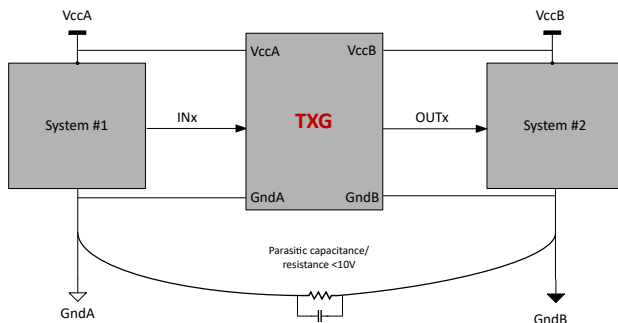 VccA
VccB
VccA
VccB
System #1
INx
TXG
OUTx
System #2
GndA
GndB
Parasitic capacitance/
resistance <10V
GndA
GndB